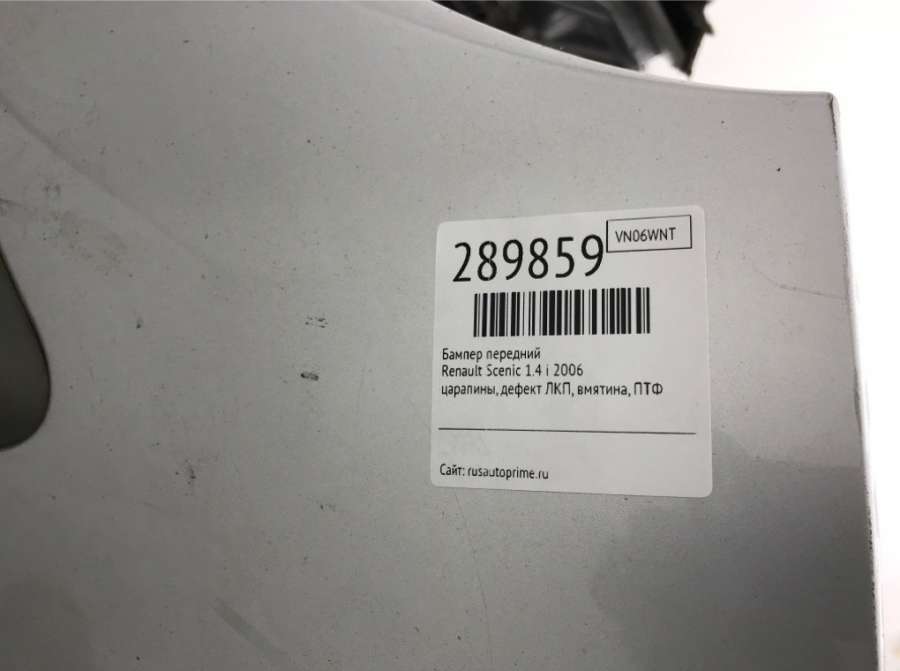 289859
VN06WNT
Бампер передний
Renault Scenic 1.4 i 2006
царапины, дефект ЛКП, вмятина, ПТФ
Сайт: rusautoprime.ru